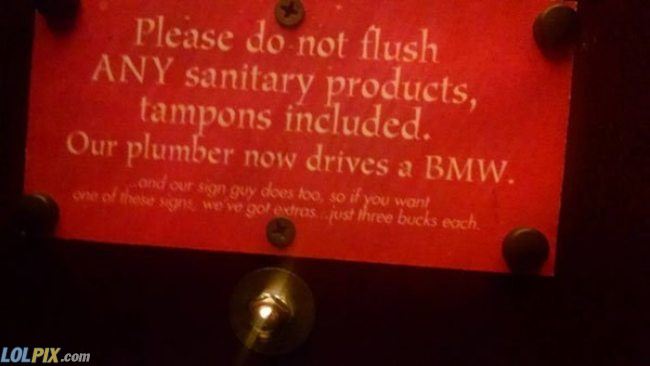 Please do not flush
ANY sanitary products,
tampons included.
Our plumber now drives a BMW.
...and our sign guy does too, so if you want
one of these signs, we've got extras...just three bucks each.
LOLPIX.com